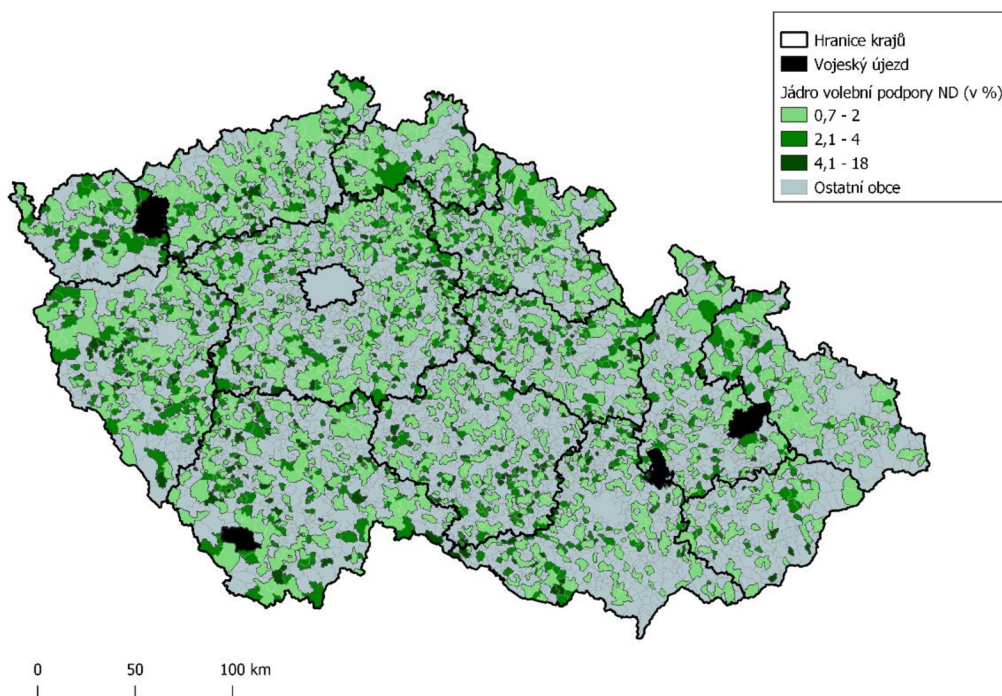 Hranice krajů
Vojeský újezd
Jádro volební podpory ND (v %)
0,7 - 2
2,1 - 4
4,1 - 18
Ostatní obce
0 50 100 km